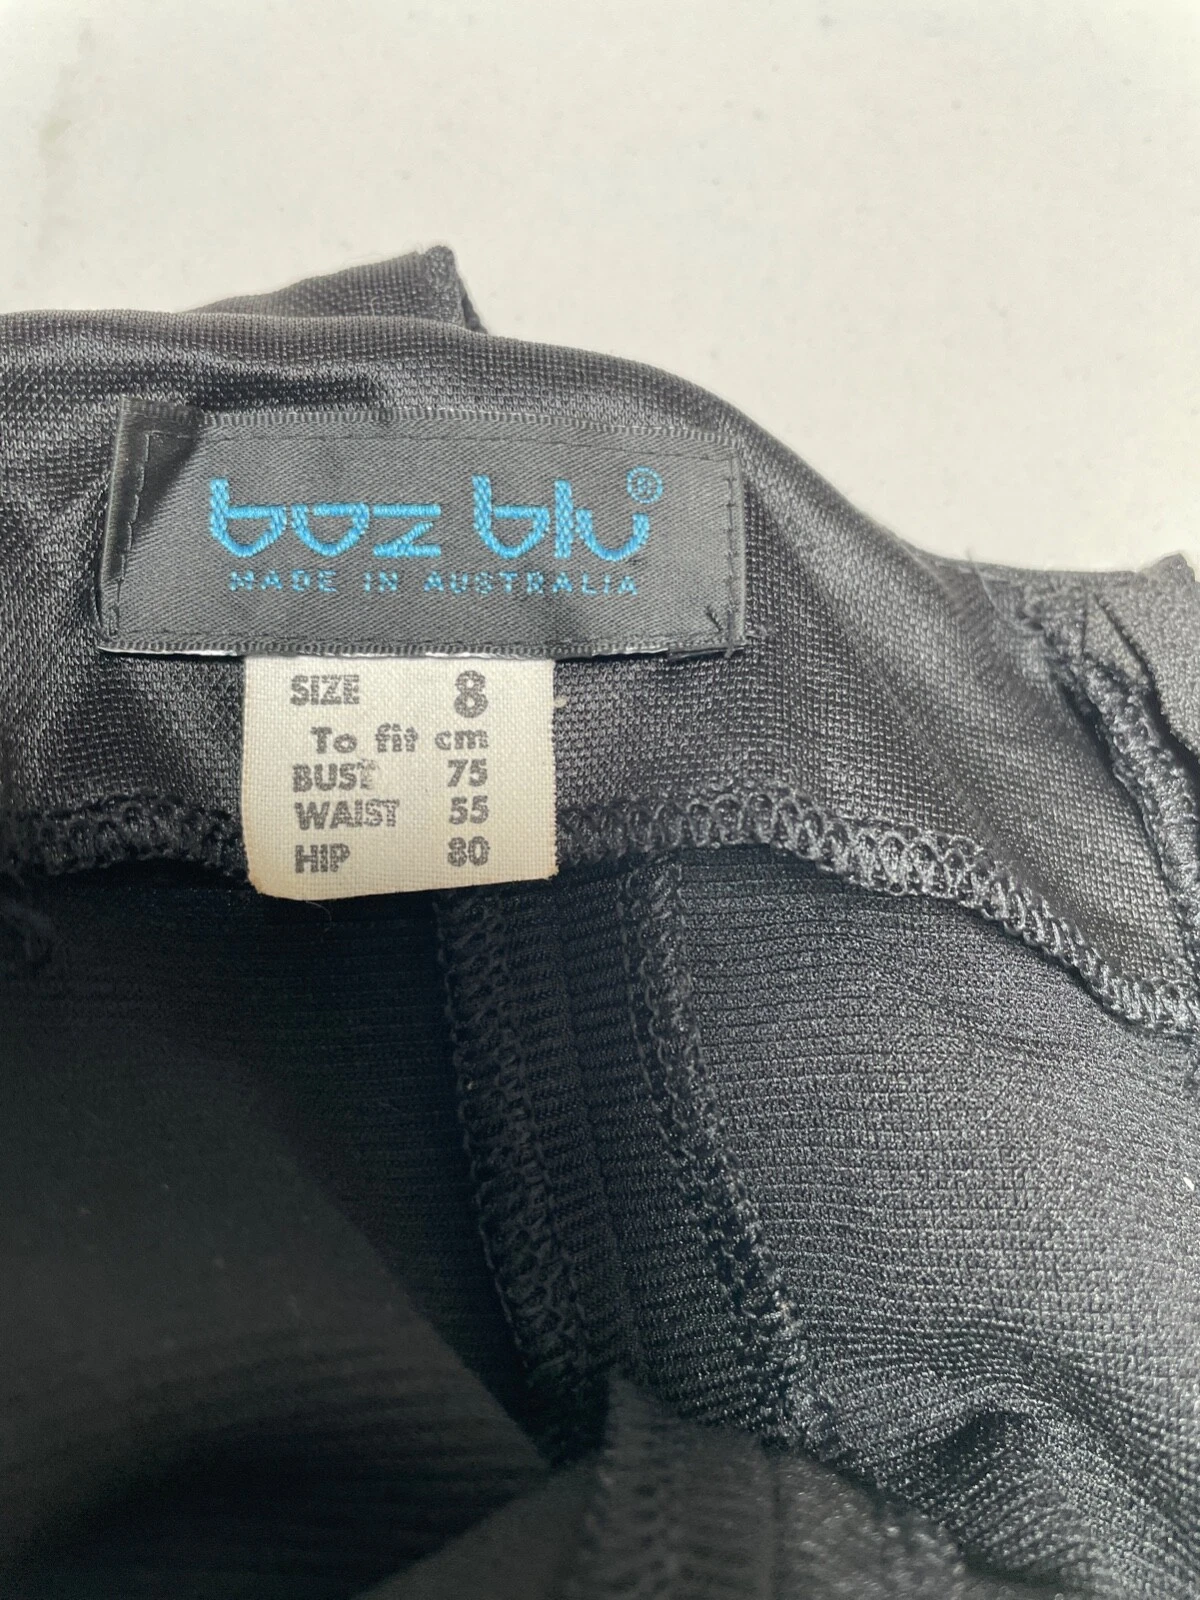 boz blu®
MADE IN AUSTRALIA
SIZE 8
To fit cm
BUST 75
WAIST 55
HIP 80